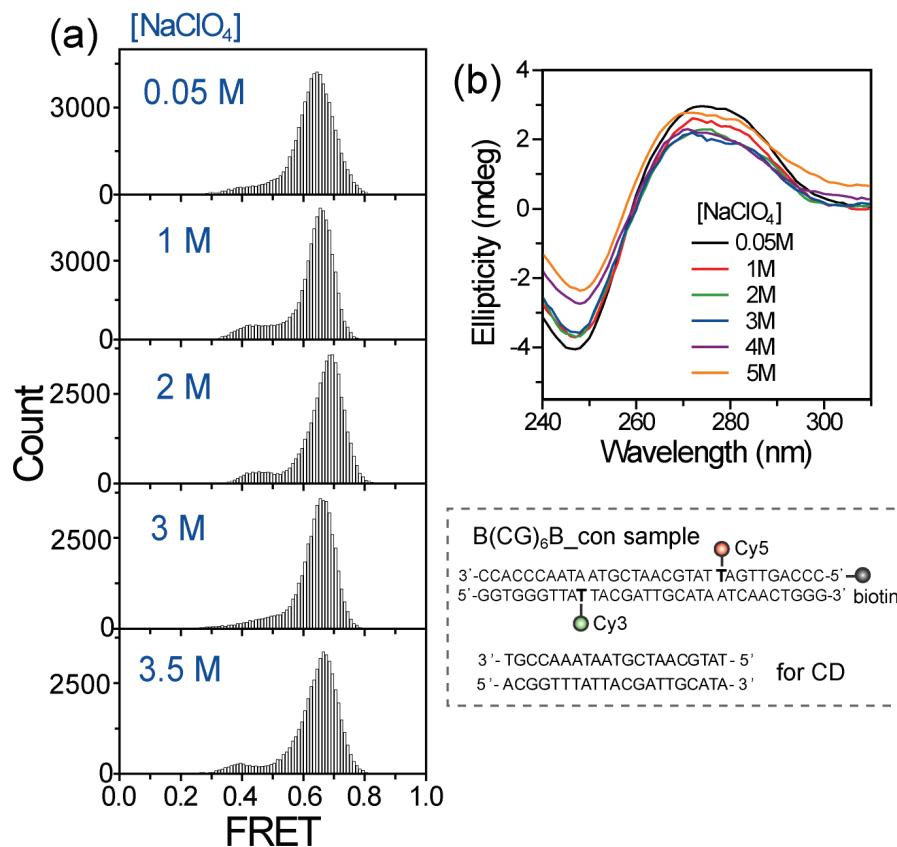 (a) [NaClO₄]
0.05 M
3000
0
1 M
3000
0
2 M
2500
0
3 M
2500
0
3.5 M
2500
0
Count
0.0 0.2 0.4 0.6 0.8 1.0
FRET
(b)
4
2
0
-2
-4
Ellipticity (mdeg)
[NaClO₄]
0.05M
1M
2M
3M
4M
5M
240 260 280 300
Wavelength (nm)
B(CG)₆B_con sample
Cy5
3'-CCACCCAATA ATGCTAACGTAT TAGTTGACCC-5'
5'-GGTGGGTTAT TACGATTGCATA ATCAACTGGG-3' biotin
Cy3
3'-TGCCAAATAATGCTAACGTAT-5'
5'-ACGGTTTATTACGATTGCATA-3'
for CD